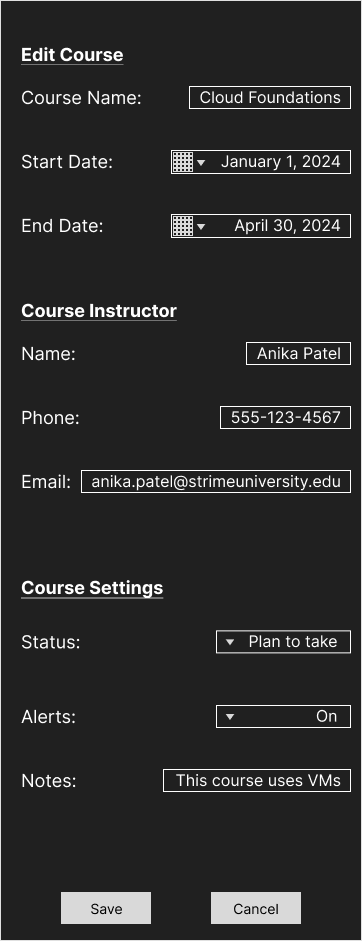 Edit Course
Course Name: Cloud Foundations
Start Date: January 1, 2024
End Date: April 30, 2024
Course Instructor
Name: Anika Patel
Phone: 555-123-4567
Email: anika.patel@strimeuniversity.edu
Course Settings
Status: Plan to take
Alerts: On
Notes: This course uses VMs
Save Cancel